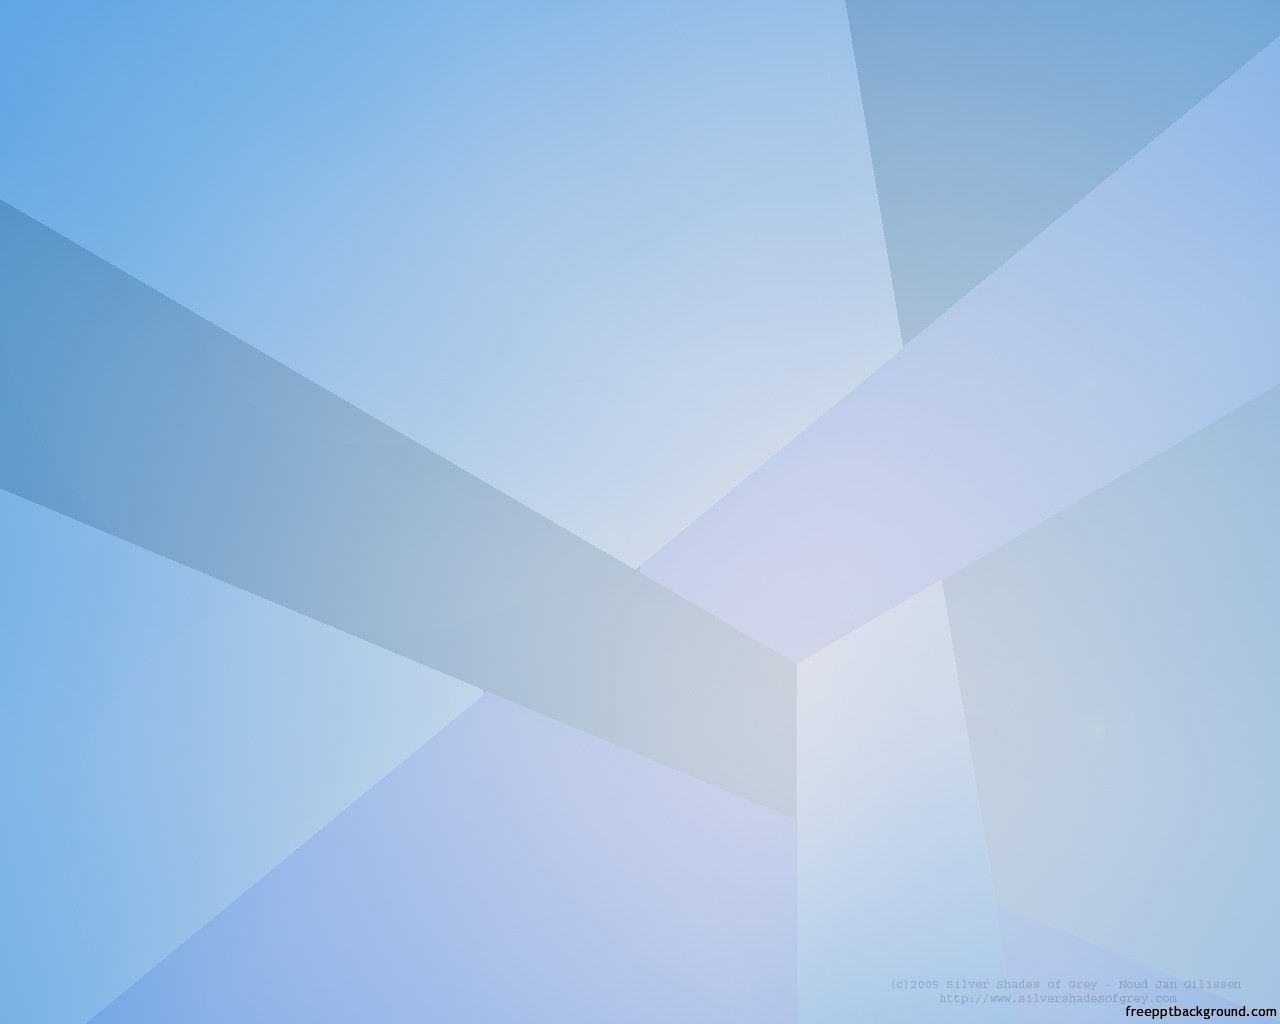 (c)2005 Silver Shades of Grey - Noud Jan Gilissen
http://www.silvershadesofgrey.com
freepptbackground.com